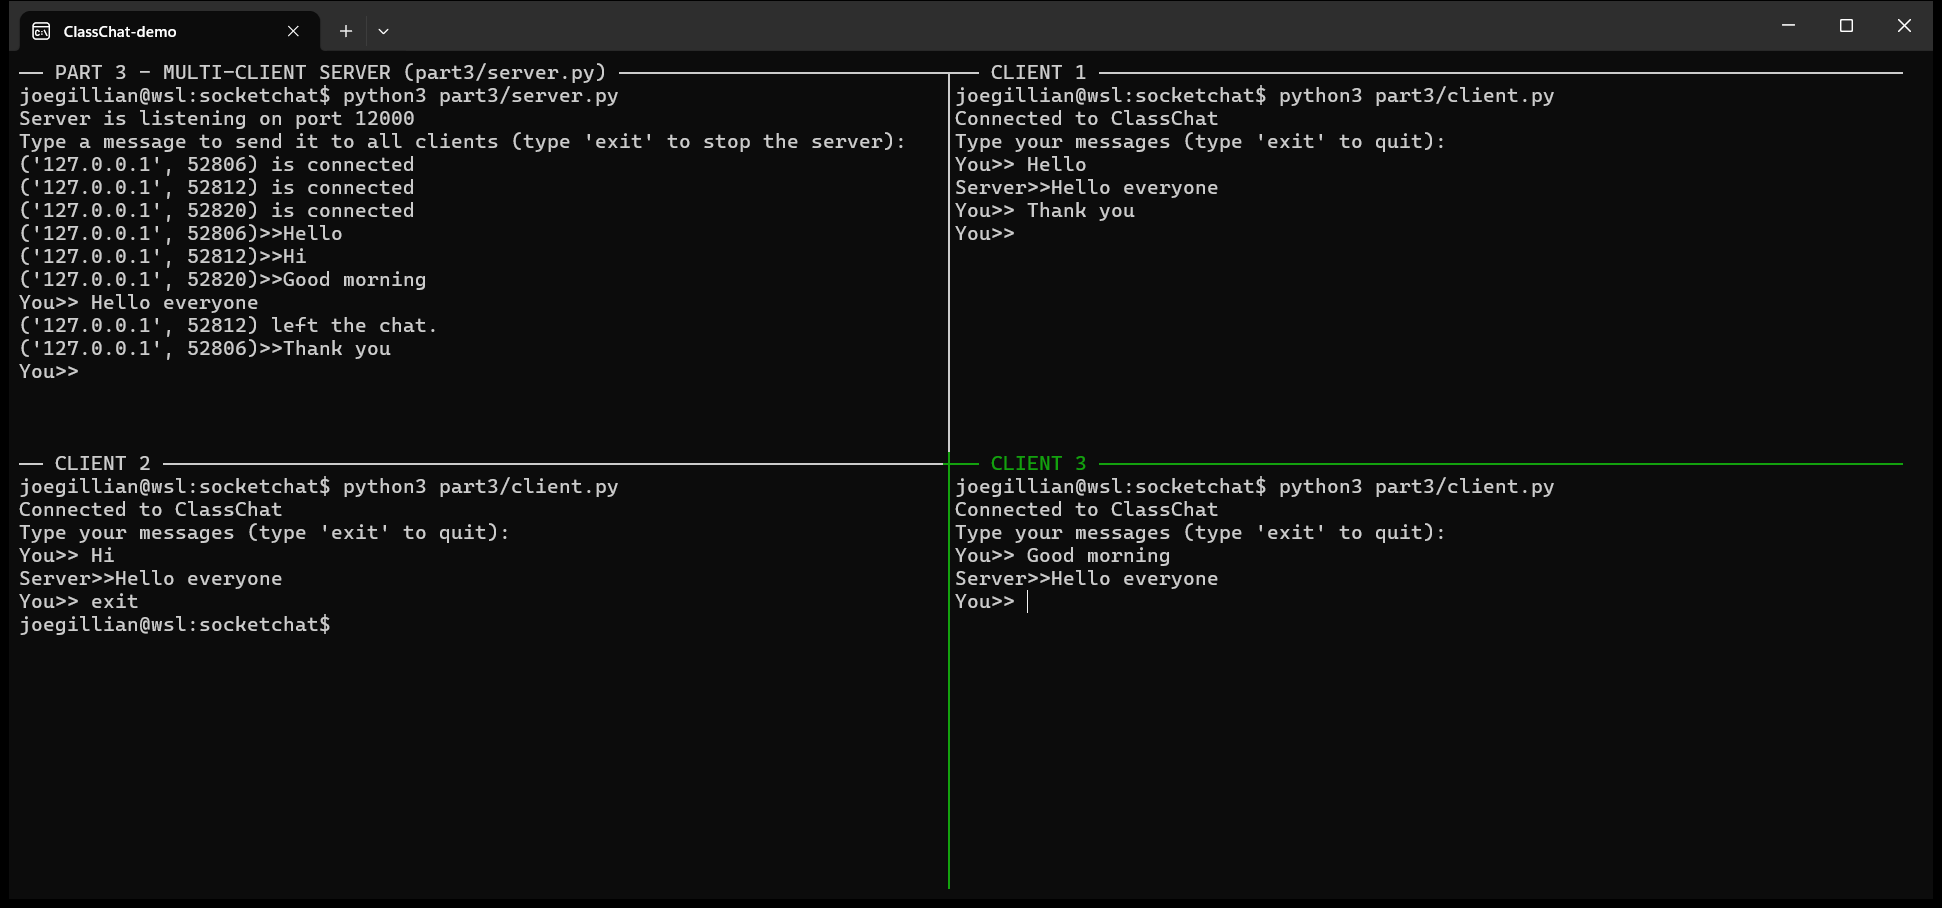 ClassChat-demo
PART 3 - MULTI-CLIENT SERVER (part3/server.py)
joegillian@wsl:socketchat$ python3 part3/server.py
Server is listening on port 12000
Type a message to send it to all clients (type 'exit' to stop the server):
('127.0.0.1', 52806) is connected
('127.0.0.1', 52812) is connected
('127.0.0.1', 52820) is connected
('127.0.0.1', 52806)>>Hello
('127.0.0.1', 52812)>>Hi
('127.0.0.1', 52820)>>Good morning
You>> Hello everyone
('127.0.0.1', 52812) left the chat.
('127.0.0.1', 52806)>>Thank you
You>>
CLIENT 1
joegillian@wsl:socketchat$ python3 part3/client.py
Connected to ClassChat
Type your messages (type 'exit' to quit):
You>> Hello
Server>>Hello everyone
You>> Thank you
You>>
CLIENT 2
joegillian@wsl:socketchat$ python3 part3/client.py
Connected to ClassChat
Type your messages (type 'exit' to quit):
You>> Hi
Server>>Hello everyone
You>> exit
joegillian@wsl:socketchat$
CLIENT 3
joegillian@wsl:socketchat$ python3 part3/client.py
Connected to ClassChat
Type your messages (type 'exit' to quit):
You>> Good morning
Server>>Hello everyone
You>>